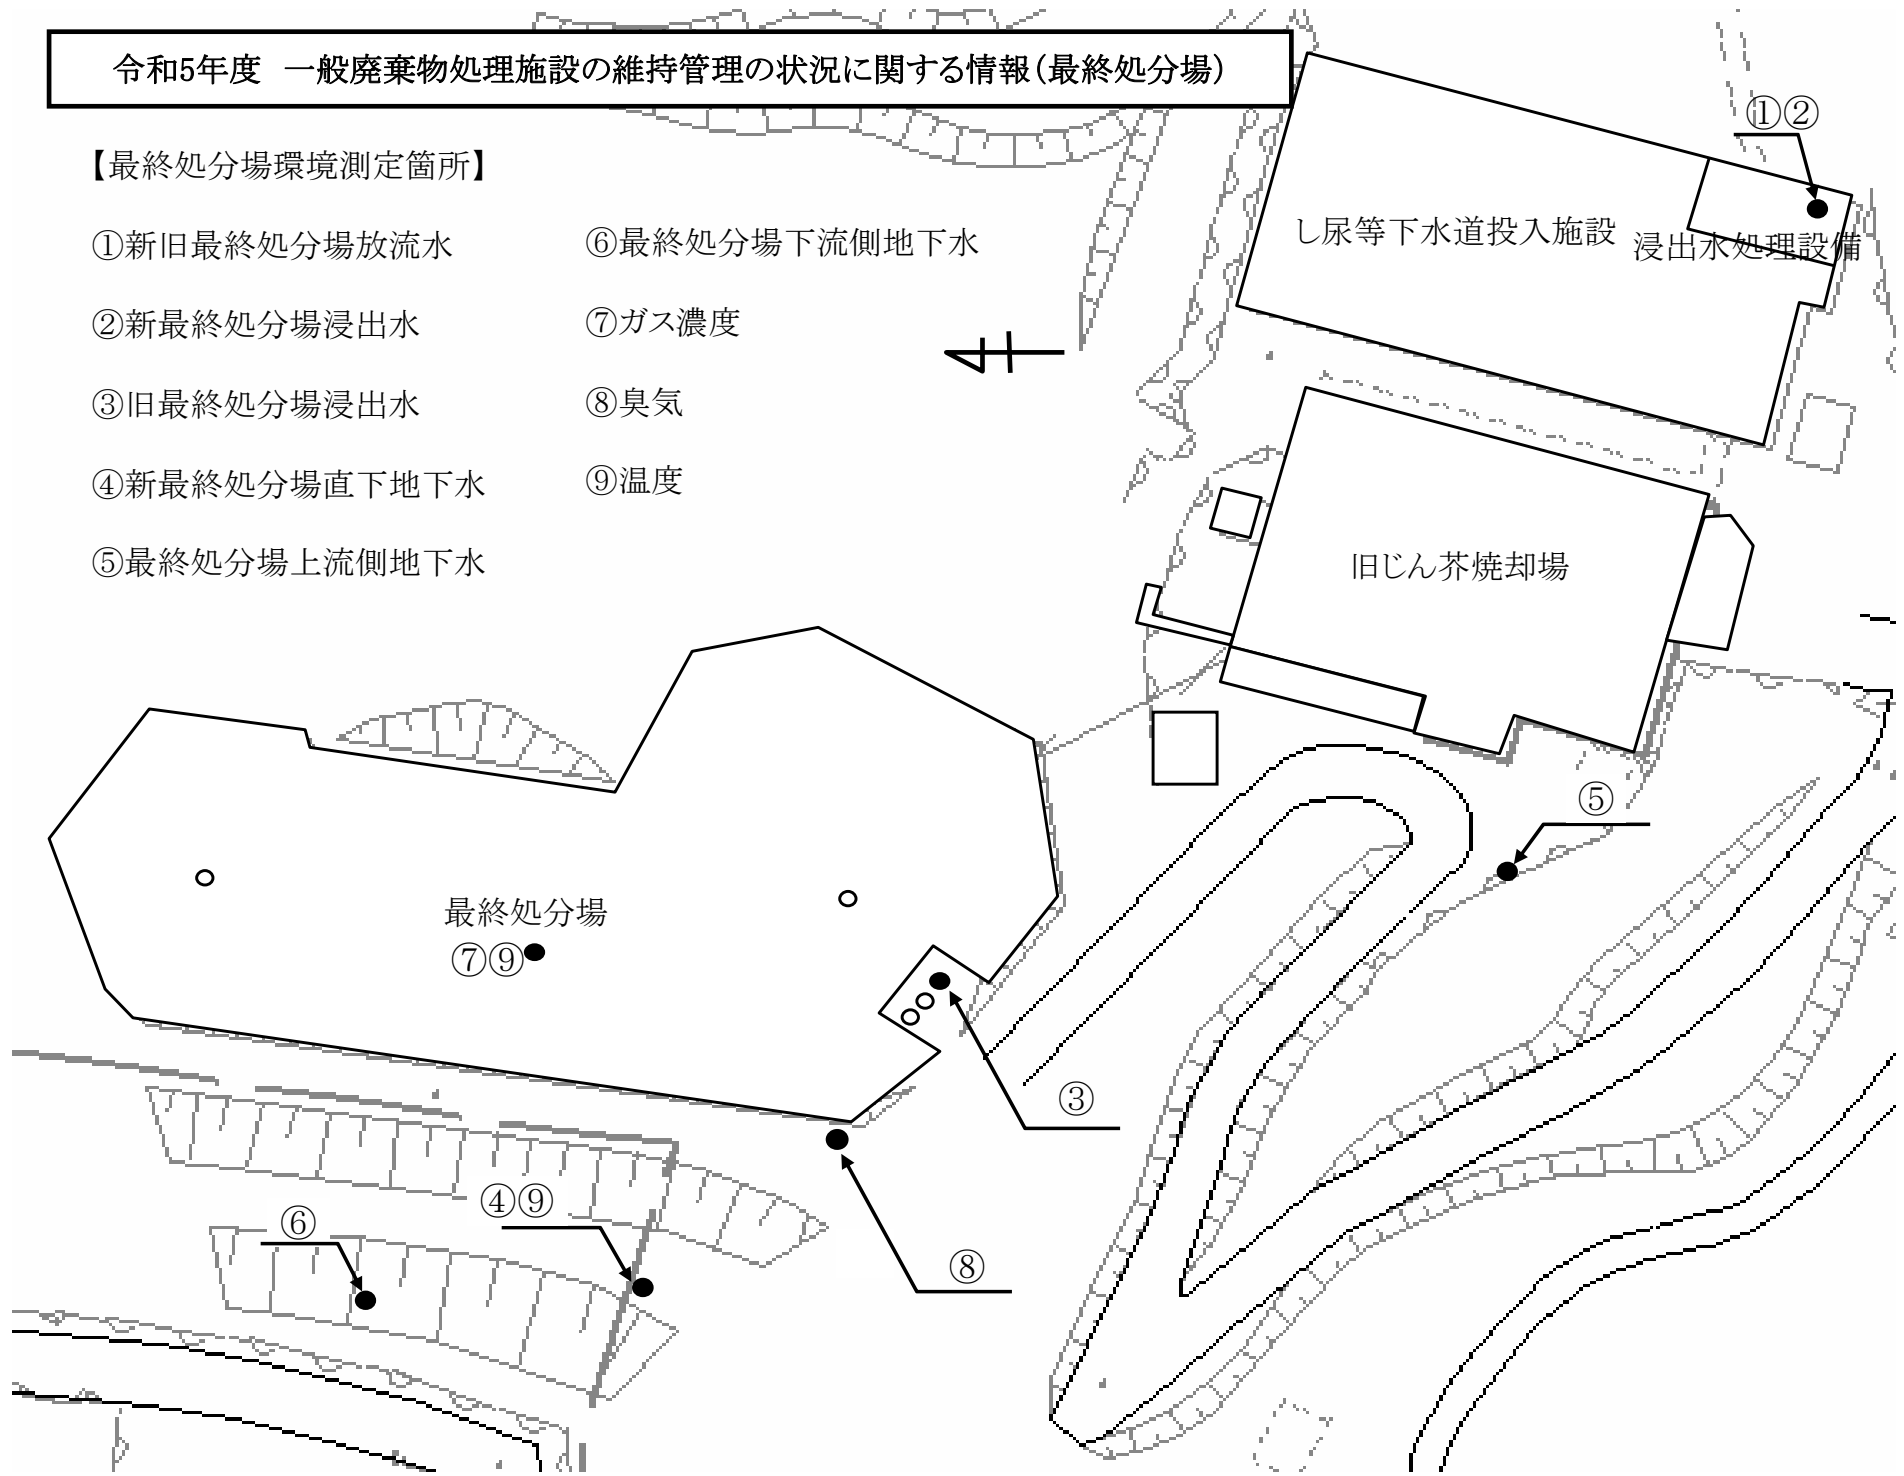 令和5年度　一般廃棄物処理施設の維持管理の状況に関する情報（最終処分場）
【最終処分場環境測定箇所】
①新旧最終処分場放流水
②新最終処分場浸出水
③旧最終処分場浸出水
④新最終処分場直下地下水
⑤最終処分場上流側地下水
⑥最終処分場下流側地下水
⑦ガス濃度
⑧臭気
⑨温度
①②
し尿等下水道投入施設
浸出水処理設備
旧じん芥焼却場
⑤
最終処分場
⑦⑨
③
④⑨
⑥
⑧